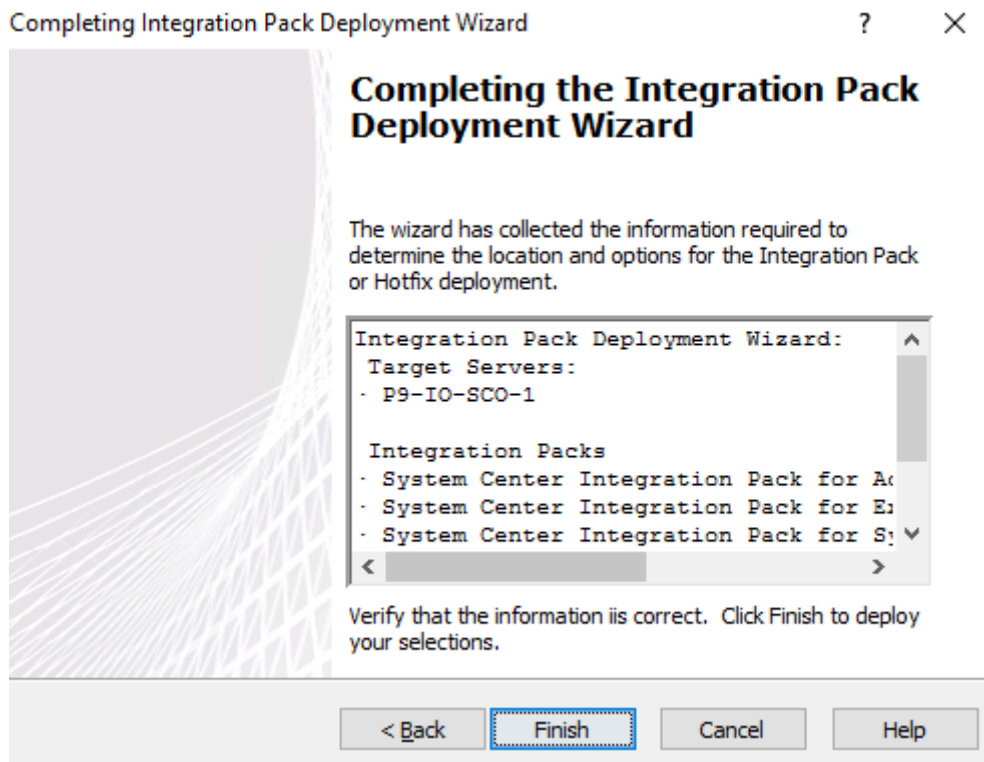 Completing Integration Pack Deployment Wizard ? ×
Completing the Integration Pack
Deployment Wizard
The wizard has collected the information required to
determine the location and options for the Integration Pack
or Hotfix deployment.
Integration Pack Deployment Wizard:
Target Servers:
· P9-IO-SCO-1
Integration Packs
· System Center Integration Pack for
· System Center Integration Pack for
· System Center Integration Pack for
Verify that the information iis correct. Click Finish to deploy
your selections.
< Back Finish Cancel Help